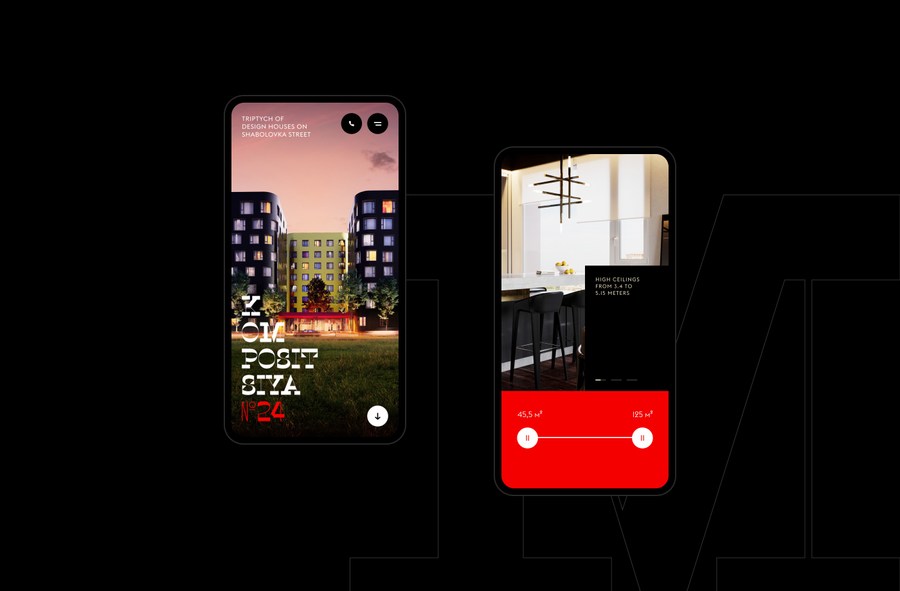 TRIPTYCH OF
DESIGN HOUSES ON
SHABOLOVKA STREET
K
OM
POSIT
SIYA
Nº24
HIGH CEILINGS
FROM 3.4 TO
5.15 METERS
45,5 м²
125 м²